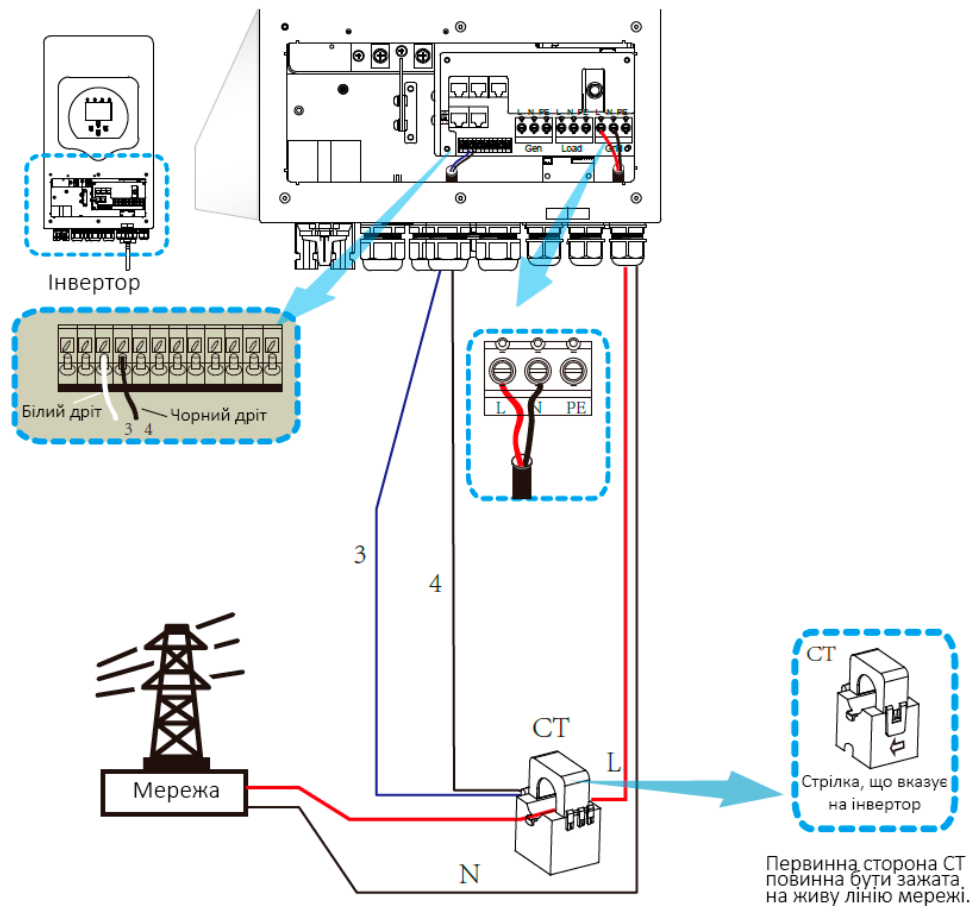 L N PE L N PE L N PE
Gen Load Grid
Інвертор
Білий дріт
3 4
Чорний дріт
L N PE
3
4
CT
Стрілка, що вказує
на інвертор
CT
L
Мережа
N
Первинна сторона CT
повинна бути зажата
на живу лінію мережі.